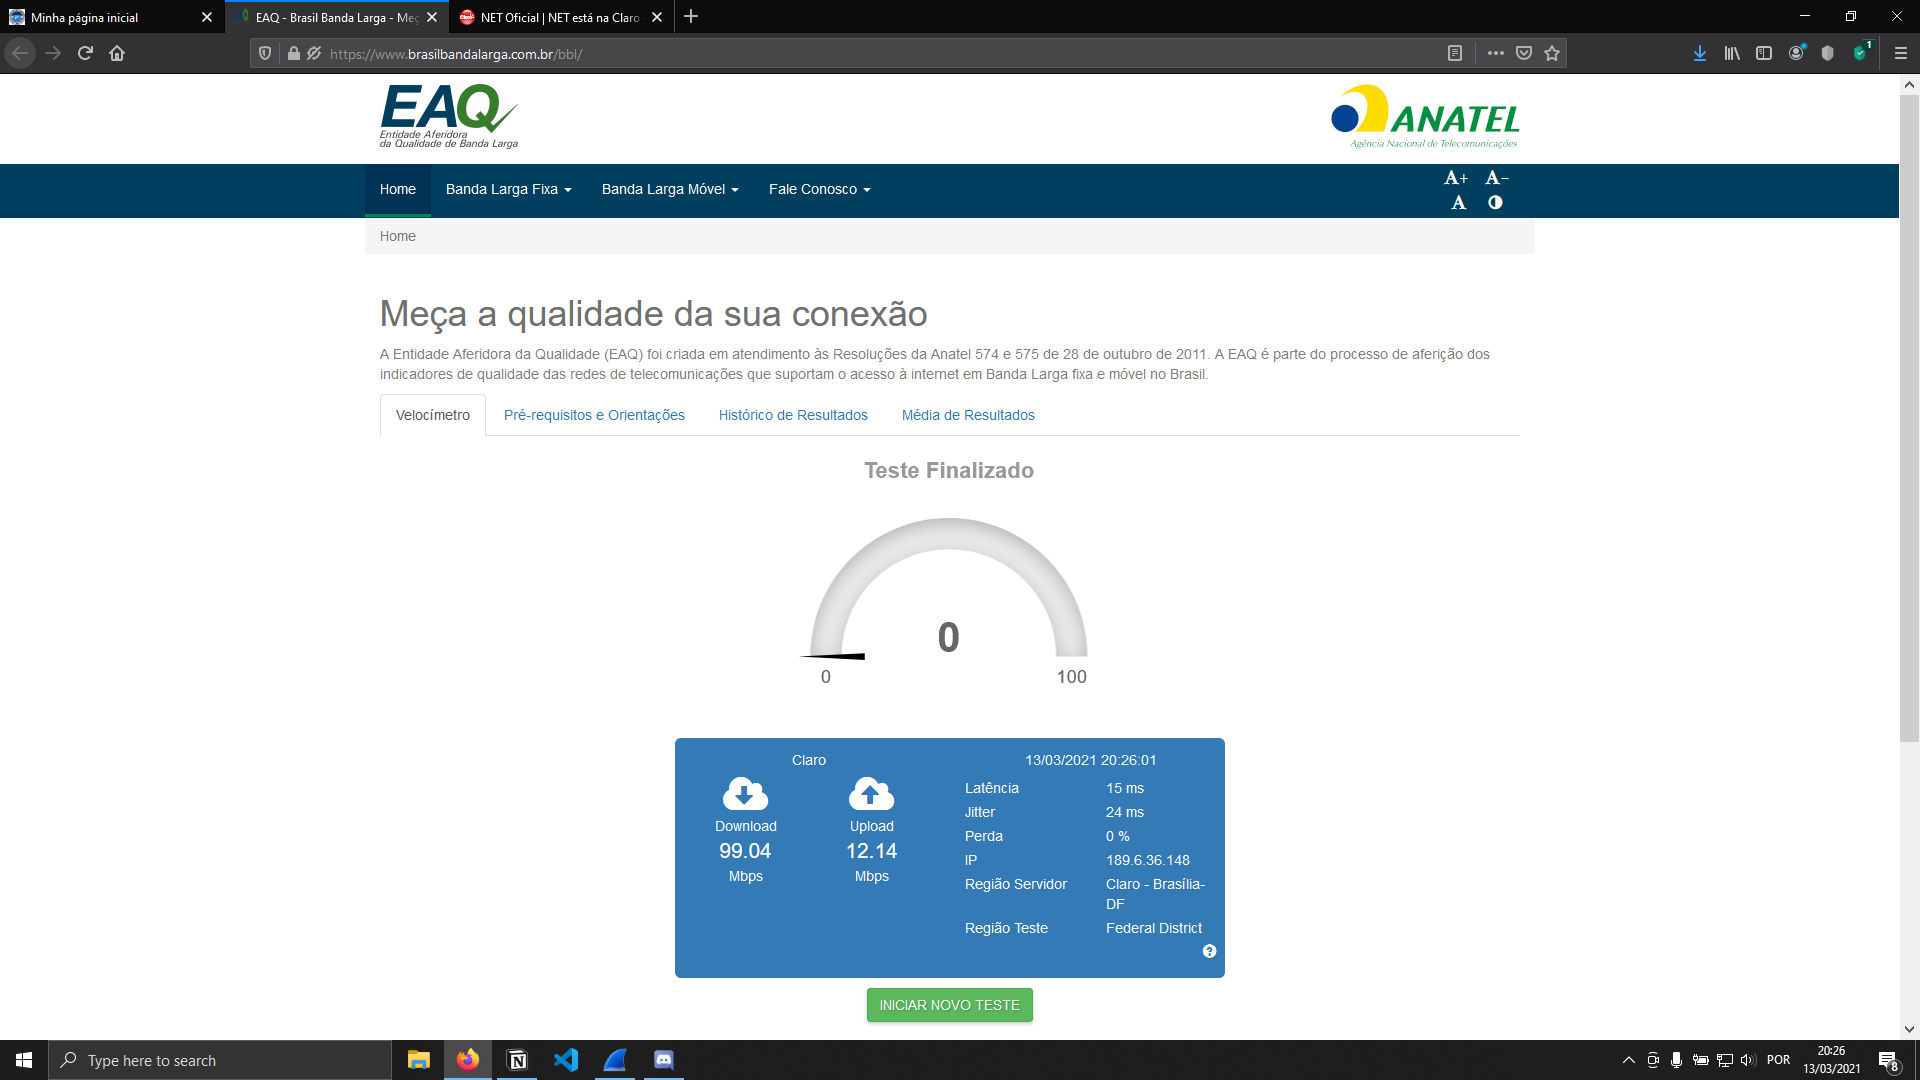 Minha página inicial
EAQ - Brasil Banda Larga - Meç
NET Oficial | NET está na Claro
https://www.brasilbandalarga.com.br/bbl/
1
EAQ
Entidade Aferidora
da Qualidade de Banda Larga
ANATEL
Agência Nacional de Telecomunicações
Home
Banda Larga Fixa
Banda Larga Móvel
Fale Conosco
A+
A-
A
Home
Meça a qualidade da sua conexão
A Entidade Aferidora da Qualidade (EAQ) foi criada em atendimento às Resoluções da Anatel 574 e 575 de 28 de outubro de 2011. A EAQ é parte do processo de aferição dos
indicadores de qualidade das redes de telecomunicações que suportam o acesso à internet em Banda Larga fixa e móvel no Brasil.
Velocímetro
Pré-requisitos e Orientações
Histórico de Resultados
Média de Resultados
Teste Finalizado
0
0
100
Claro
13/03/2021 20:26:01
Download
99.04
Mbps
Upload
12.14
Mbps
Latência 15 ms
Jitter 24 ms
Perda 0 %
IP 189.6.36.148
Região Servidor Claro - Brasília-
DF
Região Teste Federal District
?
INICIAR NOVO TESTE
Type here to search
POR
20:26
13/03/2021
8